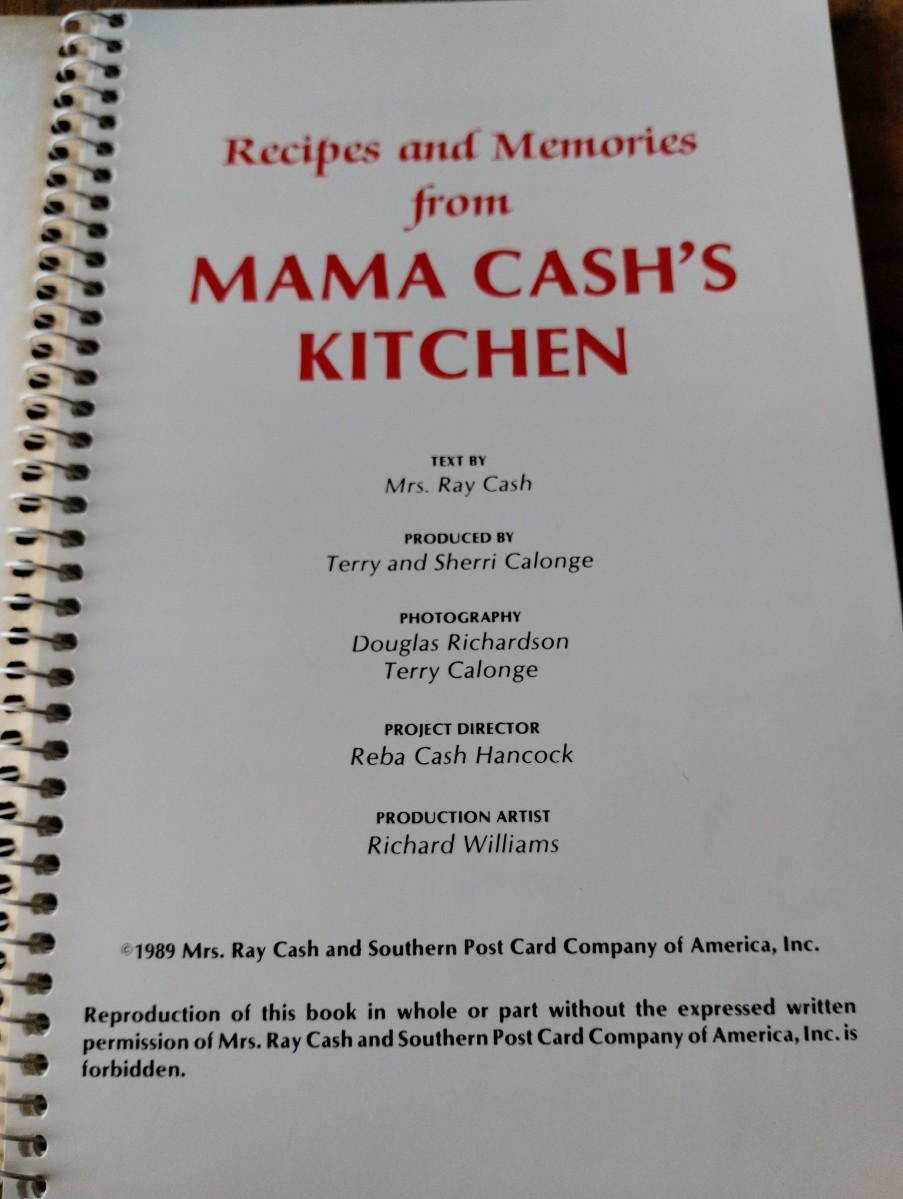 Recipes and Memories
from
MAMA CASH'S
KITCHEN
TEXT BY
Mrs. Ray Cash
PRODUCED BY
Terry and Sherri Calonge
PHOTOGRAPHY
Douglas Richardson
Terry Calonge
PROJECT DIRECTOR
Reba Cash Hancock
PRODUCTION ARTIST
Richard Williams
©1989 Mrs. Ray Cash and Southern Post Card Company of America, Inc.
Reproduction of this book in whole or part without the expressed written
permission of Mrs. Ray Cash and Southern Post Card Company of America, Inc. is
forbidden.